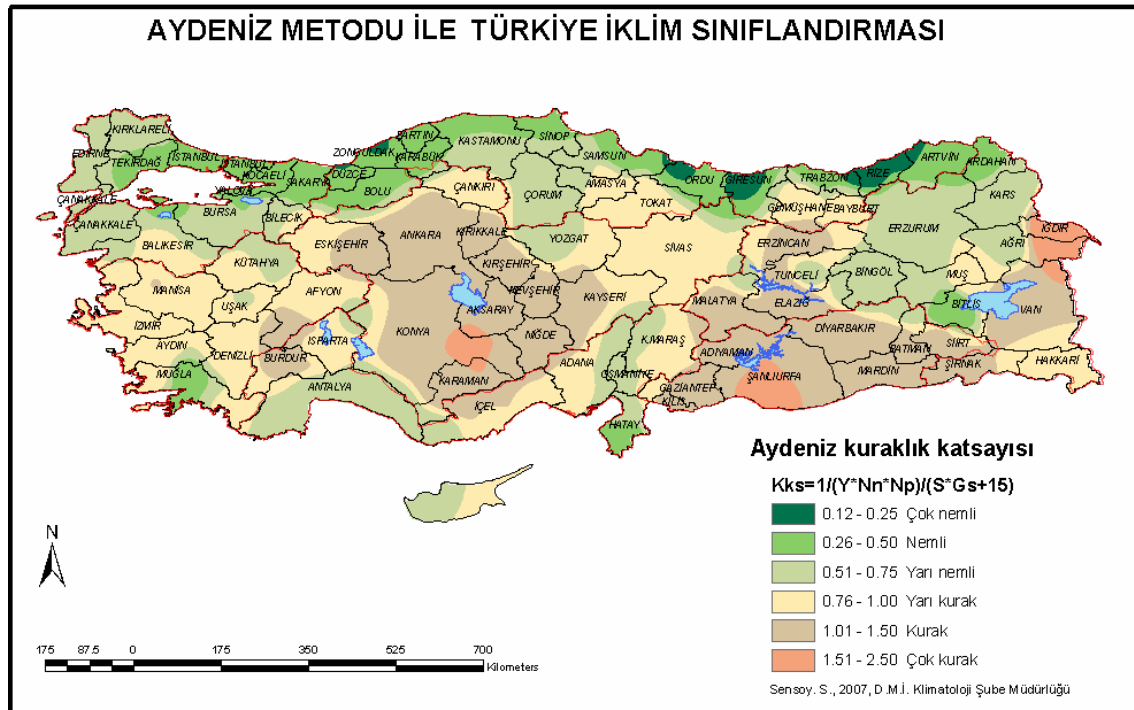 AYDENİZ METODU İLE TÜRKİYE İKLİM SINIFLANDIRMASI
KIRKLARELİ
EDİRNE
TEKİRDAĞ
İSTANBUL
İSTANBUL
KOCAELİ
YALOVA
SAKARYA
DÜZCE
BOLU
ZONGULDAK
BARTIN
KARABÜK
KASTAMONU
SİNOP
SAMSUN
ORDU
GİRESUN
TRABZON
RİZE
ARTVİN
ARDAHAN
KARS
ÇANAKKALE
ÇANAKKALE
BURSA
BİLECİK
ÇANKIRI
ÇORUM
AMASYA
TOKAT
GÜMÜŞHANE
BAYBURT
ERZURUM
IĞDIR
AĞRI
BALIKESİR
KÜTAHYA
ESKİŞEHİR
ANKARA
KIRIKKALE
YOZGAT
SİVAS
ERZİNCAN
TUNCELİ
BİNGÖL
MUŞ
BİTLİS
VAN
MANİSA
UŞAK
AFYON
KIRŞEHİR
NEVŞEHİR
KAYSERİ
MALATYA
ELAZIĞ
İZMİR
AYDIN
DENİZLİ
BURDUR
ISPARTA
KONYA
AKSARAY
NİĞDE
ADANA
K.MARAŞ
ADIYAMAN
DİYARBAKIR
BATMAN
SİİRT
ŞIRNAK
HAKKARİ
MUĞLA
ANTALYA
KARAMAN
İÇEL
OSMANİYE
GAZİANTEP
KİLİS
ŞANLIURFA
MARDİN
HATAY
Aydeniz kuraklık katsayısı
Kks=1/(Y*Nn*Np)/(S*Gs+15)
0.12 - 0.25 Çok nemli
0.26 - 0.50 Nemli
0.51 - 0.75 Yarı nemli
0.76 - 1.00 Yarı kurak
1.01 - 1.50 Kurak
1.51 - 2.50 Çok kurak
Sensoy. S., 2007, D.M.İ. Klimatoloji Şube Müdürlüğü
N
175 87.5 0 175 350 525 700
Kilometers